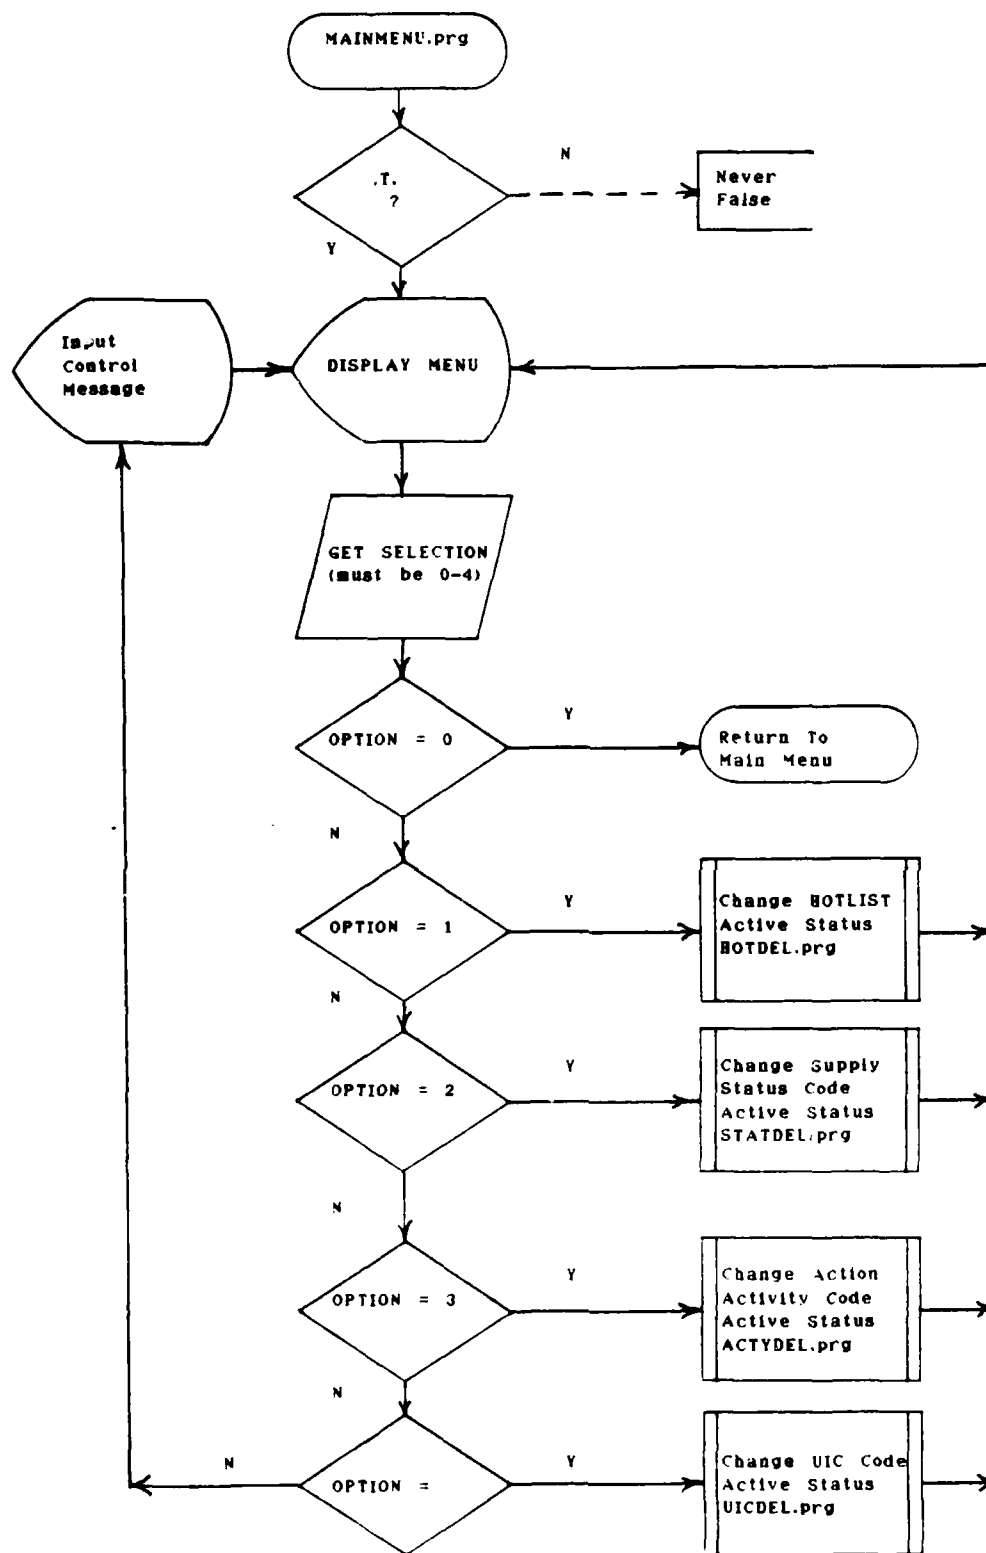 MAINMENU.prg
N
.T.
?
Never
False
Y
Input
Control
Message
DISPLAY MENU
GET SELECTION
(must be 0-4)
Y
OPTION = 0
Return To
Main Menu
N
Y
OPTION = 1
Change HOTLIST
Active Status
HOTDEL.prg
N
Y
OPTION = 2
Change Supply
Status Code
Active Status
STATDEL.prg
N
Y
OPTION = 3
Change Action
Activity Code
Active Status
ACTYDEL.prg
N
N
Y
OPTION =
Change UIC Code
Active Status
UICDEL.prg